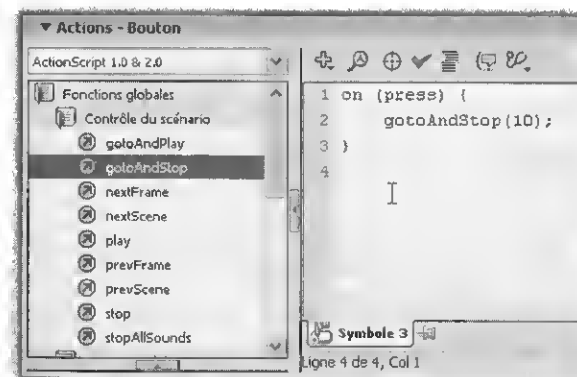 Actions - Bouton
ActionScript 1.0 & 2.0
Fonctions globales
Contrôle du scénario
gotoAndPlay
gotoAndStop
nextFrame
nextScene
play
prevFrame
prevScene
stop
stopAllSounds
1 on (press) {
2 gotoAndStop(10);
3 }
4
Symbole 3
Ligne 4 de 4, Col 1